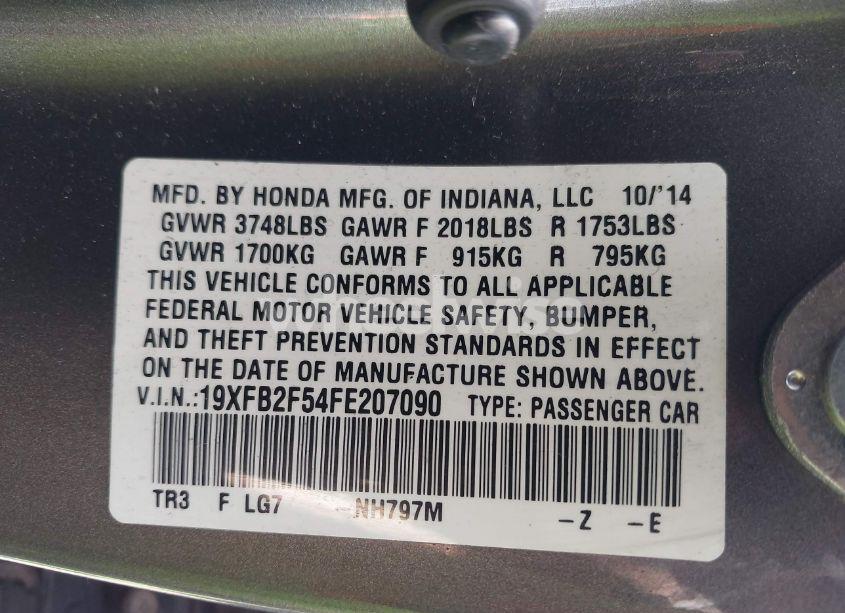 MFD. BY HONDA MFG. OF INDIANA, LLC 10/'14
GVWR 3748LBS GAWR F 2018LBS R 1753LBS
GVWR 1700KG GAWR F 915KG R 795KG
THIS VEHICLE CONFORMS TO ALL APPLICABLE
FEDERAL MOTOR VEHICLE SAFETY, BUMPER,
AND THEFT PREVENTION STANDARDS IN EFFECT
ON THE DATE OF MANUFACTURE SHOWN ABOVE.
V.I.N.:19XFB2F54FE207090 TYPE: PASSENGER CAR
TR3 F LG7 -NH797M -Z -E